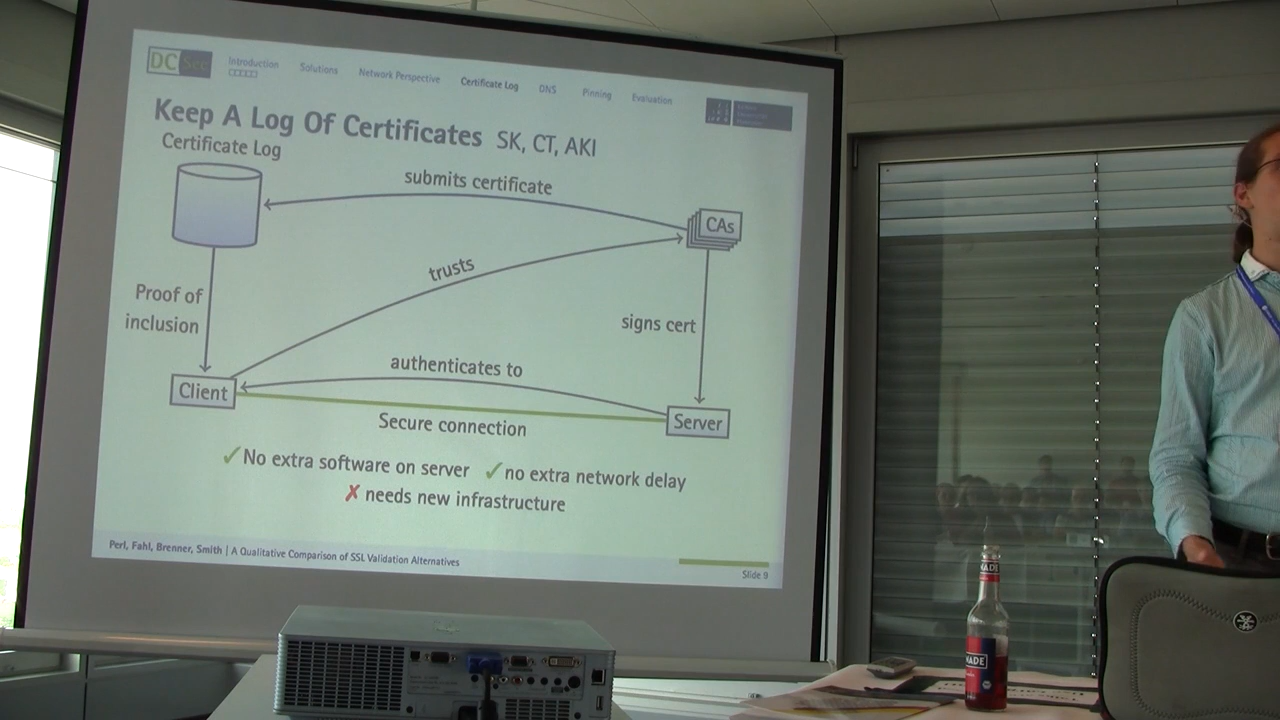 DC Sec
Introduction Solutions Network Perspective Certificate Log DNS Pinning Evaluation
Keep A Log Of Certificates SK, CT, AKI
Certificate Log
submits certificate
CAs
trusts
Proof of
inclusion
signs cert
authenticates to
Client
Server
Secure connection
✓ No extra software on server ✓ no extra network delay
✗ needs new infrastructure
Perl, Fahl, Brenner, Smith | A Qualitative Comparison of SSL Validation Alternatives
Slide 9
NADE
NADE